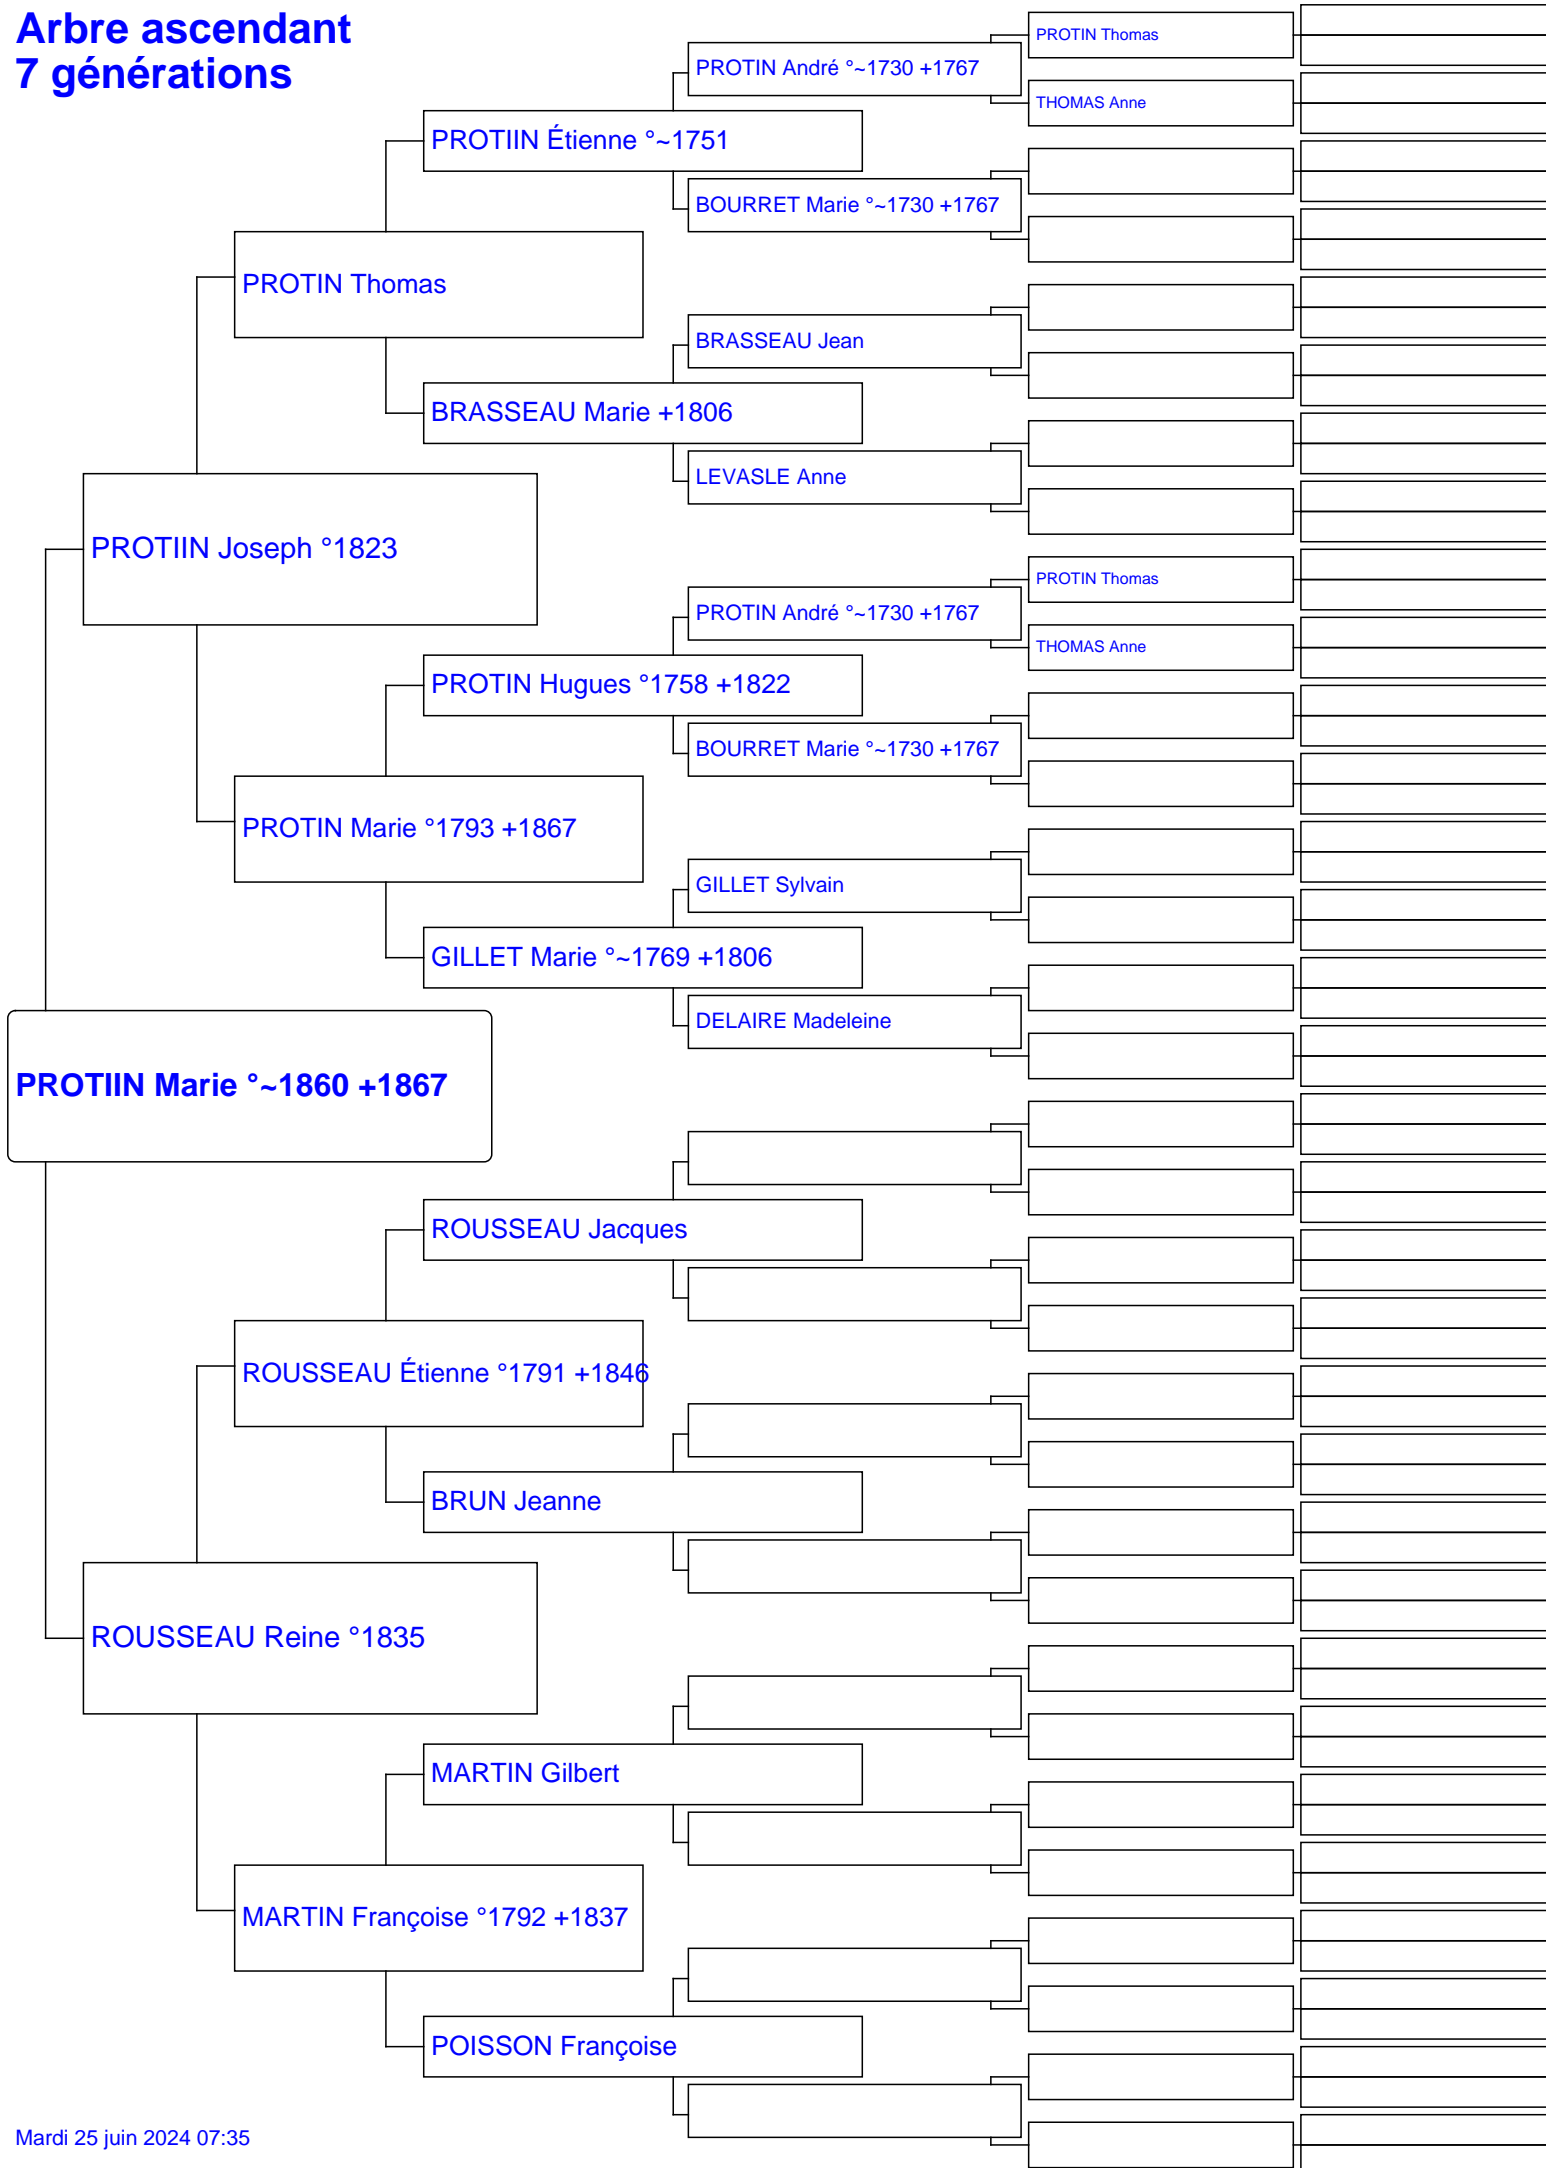 Arbre ascendant
7 générations
PROTIN Thomas
PROTIN André °~1730 +1767
THOMAS Anne
PROTIIN Étienne °~1751
BOURRET Marie °~1730 +1767
PROTIN Thomas
BRASSEAU Jean
BRASSEAU Marie +1806
LEVASLE Anne
PROTIIN Joseph °1823
PROTIN Thomas
PROTIN André °~1730 +1767
THOMAS Anne
PROTIN Hugues °1758 +1822
BOURRET Marie °~1730 +1767
PROTIN Marie °1793 +1867
GILLET Sylvain
GILLET Marie °~1769 +1806
DELAIRE Madeleine
PROTIIN Marie °~1860 +1867
ROUSSEAU Jacques
ROUSSEAU Étienne °1791 +1846
BRUN Jeanne
ROUSSEAU Reine °1835
MARTIN Gilbert
MARTIN Françoise °1792 +1837
POISSON Françoise
Mardi 25 juin 2024 07:35